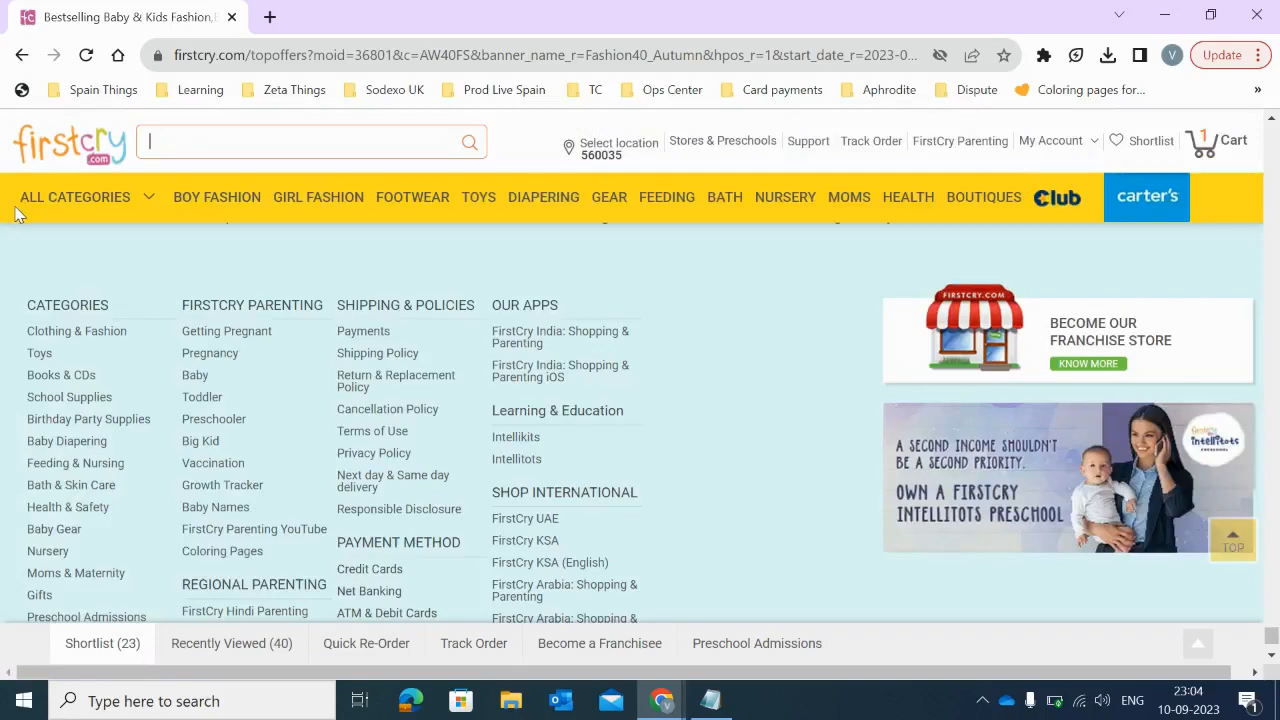 Bestselling Baby & Kids Fashion,
firstcry.com/topoffers?moid=36801&c=AW40FS&banner_name_r=Fashion40_Autumn&hpos_r=1&start_date_r=2023-0...
Update
Spain Things
Learning
Zeta Things
Sodexo UK
Prod Live Spain
TC
Ops Center
Card payments
Aphrodite
Dispute
Coloring pages for...
»
firstcry
.com
Select location
560035
Stores & Preschools
Support
Track Order
FirstCry Parenting
My Account
Shortlist
1
Cart
ALL CATEGORIES
BOY FASHION
GIRL FASHION
FOOTWEAR
TOYS
DIAPERING
GEAR
FEEDING
BATH
NURSERY
MOMS
HEALTH
BOUTIQUES
Club
carter's
CATEGORIES
Clothing & Fashion
Toys
Books & CDs
School Supplies
Birthday Party Supplies
Baby Diapering
Feeding & Nursing
Bath & Skin Care
Health & Safety
Baby Gear
Nursery
Moms & Maternity
Gifts
Preschool Admissions
FIRSTCRY PARENTING
Getting Pregnant
Pregnancy
Baby
Toddler
Preschooler
Big Kid
Vaccination
Growth Tracker
Baby Names
FirstCry Parenting YouTube
Coloring Pages
REGIONAL PARENTING
FirstCry Hindi Parenting
SHIPPING & POLICIES
Payments
Shipping Policy
Return & Replacement
Policy
Cancellation Policy
Terms of Use
Privacy Policy
Next day & Same day
delivery
Responsible Disclosure
PAYMENT METHOD
Credit Cards
Net Banking
ATM & Debit Cards
OUR APPS
FirstCry India: Shopping &
Parenting
FirstCry India: Shopping &
Parenting iOS
Learning & Education
Intellikits
Intellitots
SHOP INTERNATIONAL
FirstCry UAE
FirstCry KSA
FirstCry KSA (English)
FirstCry Arabia: Shopping &
Parenting
FirstCry Arabia: Shopping &
FIRSTCRY.COM
BECOME OUR
FRANCHISE STORE
KNOW MORE
A SECOND INCOME SHOULDN'T
BE A SECOND PRIORITY.
OWN A FIRSTCRY
INTELLITOTS PRESCHOOL
firstcry
intellitots
PRESCHOOL
TOP
Shortlist (23)
Recently Viewed (40)
Quick Re-Order
Track Order
Become a Franchisee
Preschool Admissions
Type here to search
ENG
23:04
10-09-2023
1